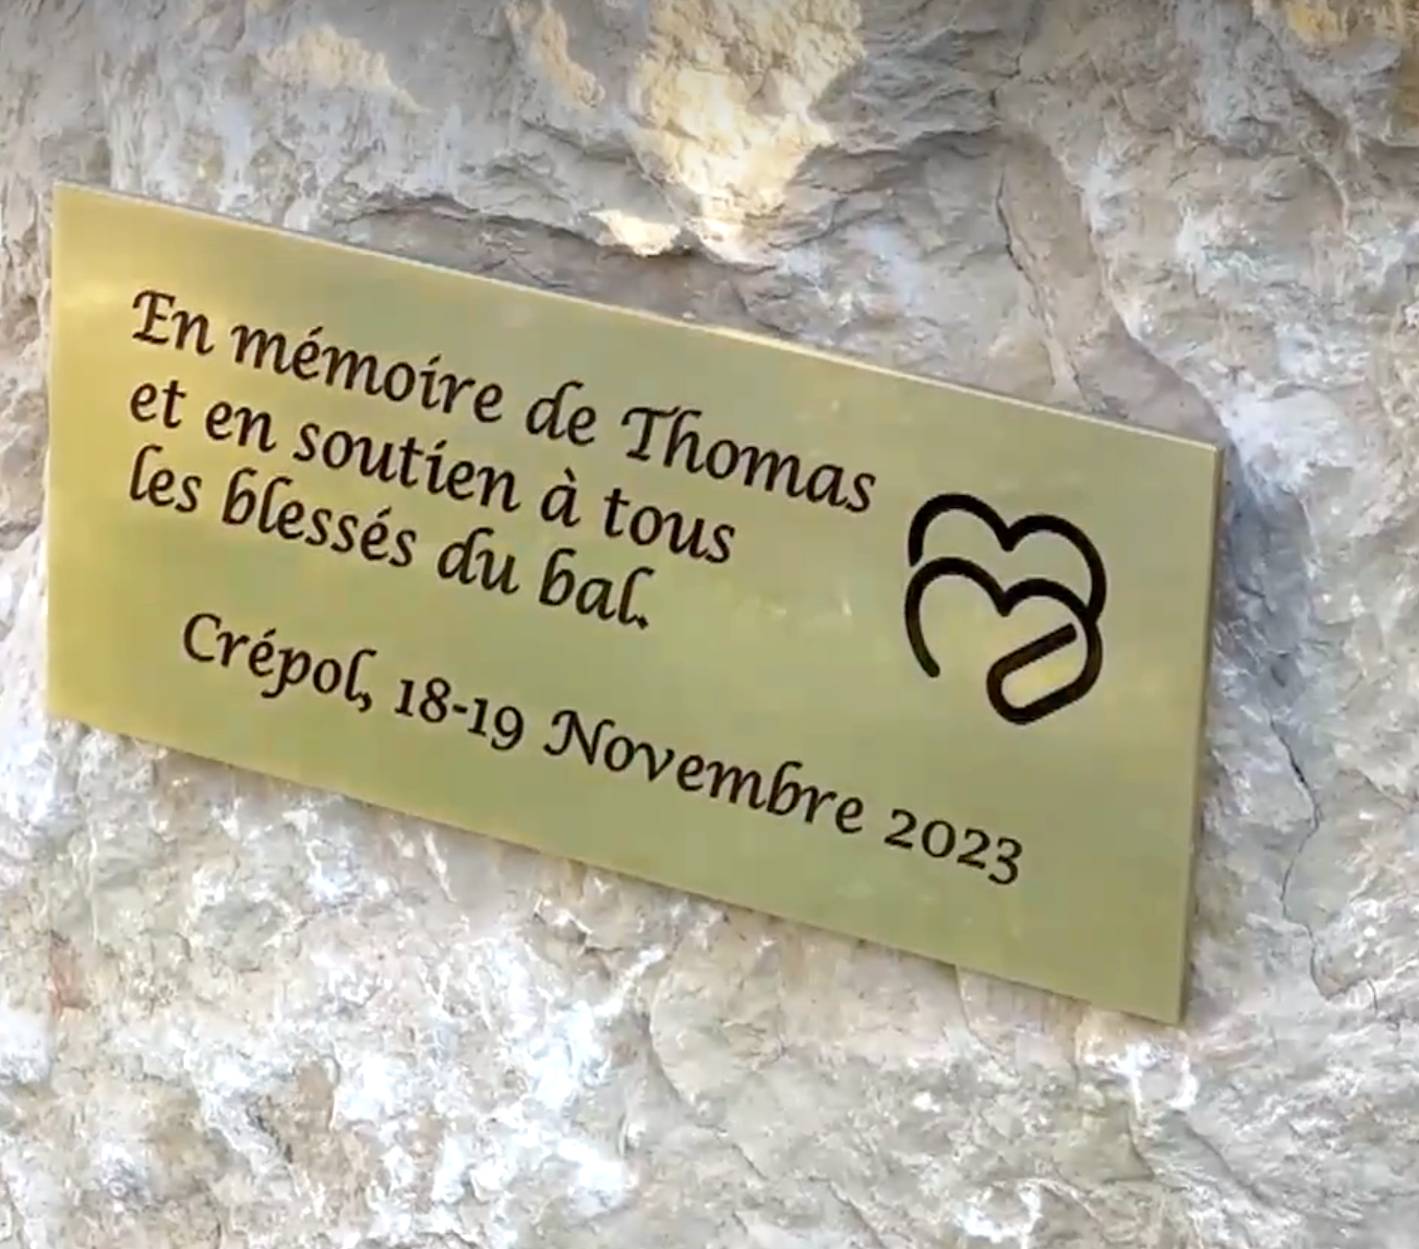 En mémoire de Thomas
et en soutien à tous
les blessés du bal.
Crépol, 18-19 Novembre 2023